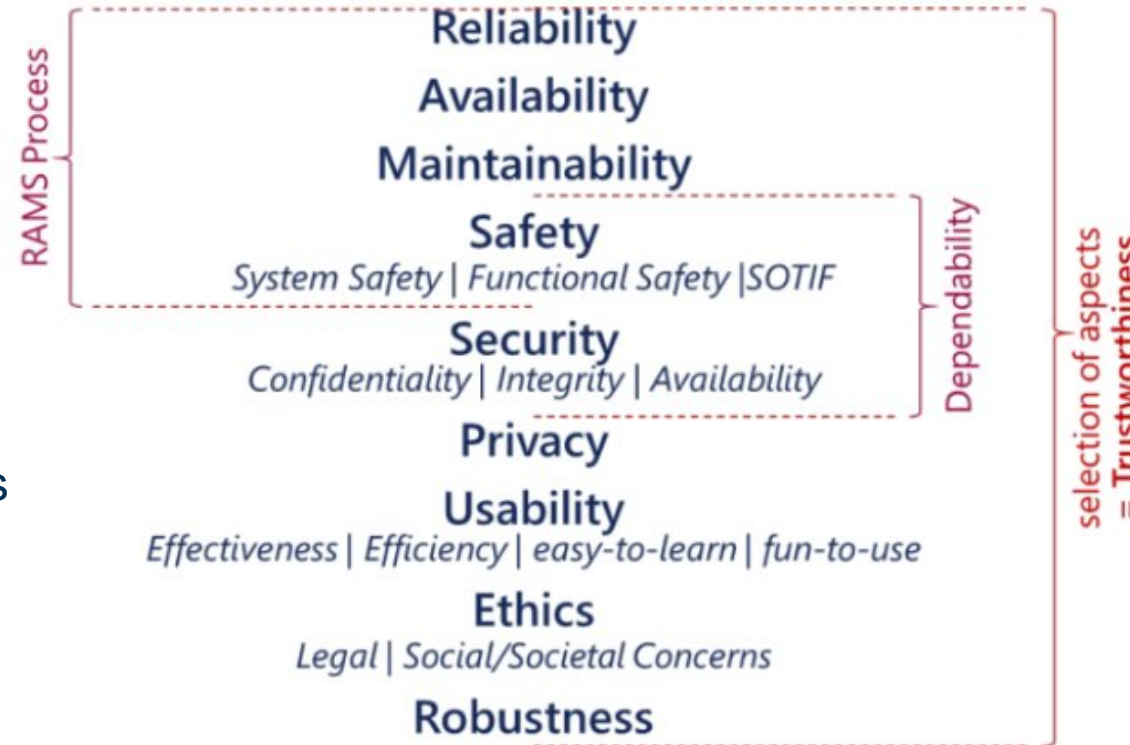 RAMS Process
Reliability
Availability
Maintainability
Safety
System Safety | Functional Safety |SOTIF
Security
Confidentiality | Integrity | Availability
Dependability
Privacy
s
Usability
Effectiveness | Efficiency | easy-to-learn | fun-to-use
Ethics
Legal | Social/Societal Concerns
Robustness
selection of aspects
= Trustworthiness